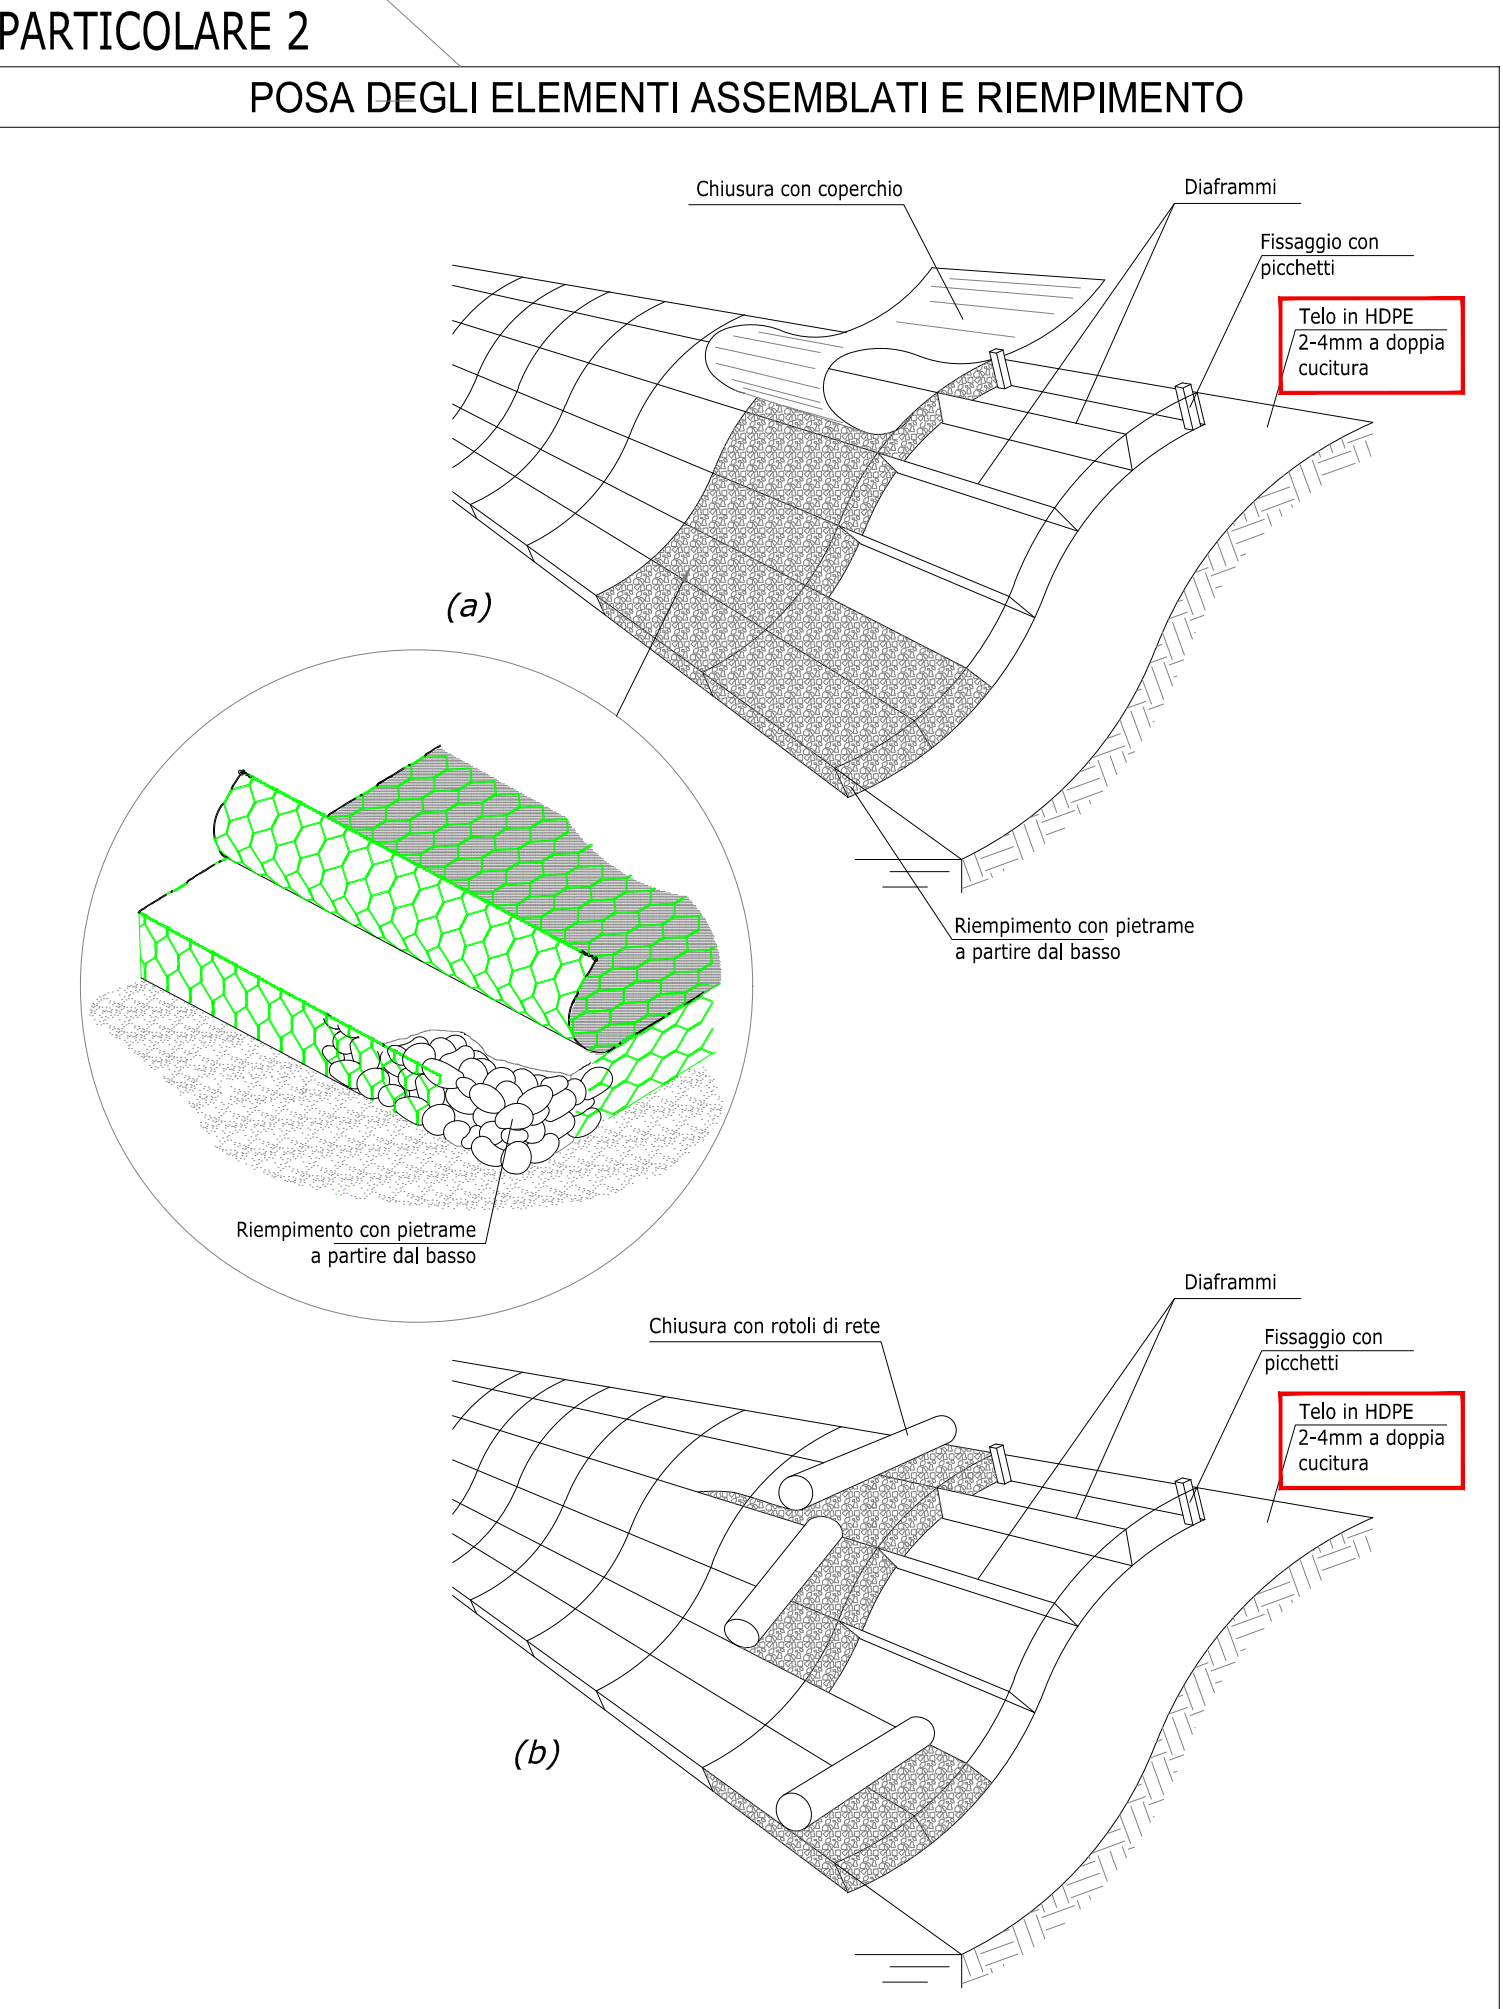 PARTICOLARE 2
POSA DEGLI ELEMENTI ASSEMBLATI E RIEMPIMENTO
Chiusura con coperchio
Diaframmi
Fissaggio con
picchetti
Telo in HDPE
2-4mm a doppia
cucitura
(a)
Riempimento con pietrame
a partire dal basso
Riempimento con pietrame
a partire dal basso
Diaframmi
Chiusura con rotoli di rete
Fissaggio con
picchetti
Telo in HDPE
2-4mm a doppia
cucitura
(b)